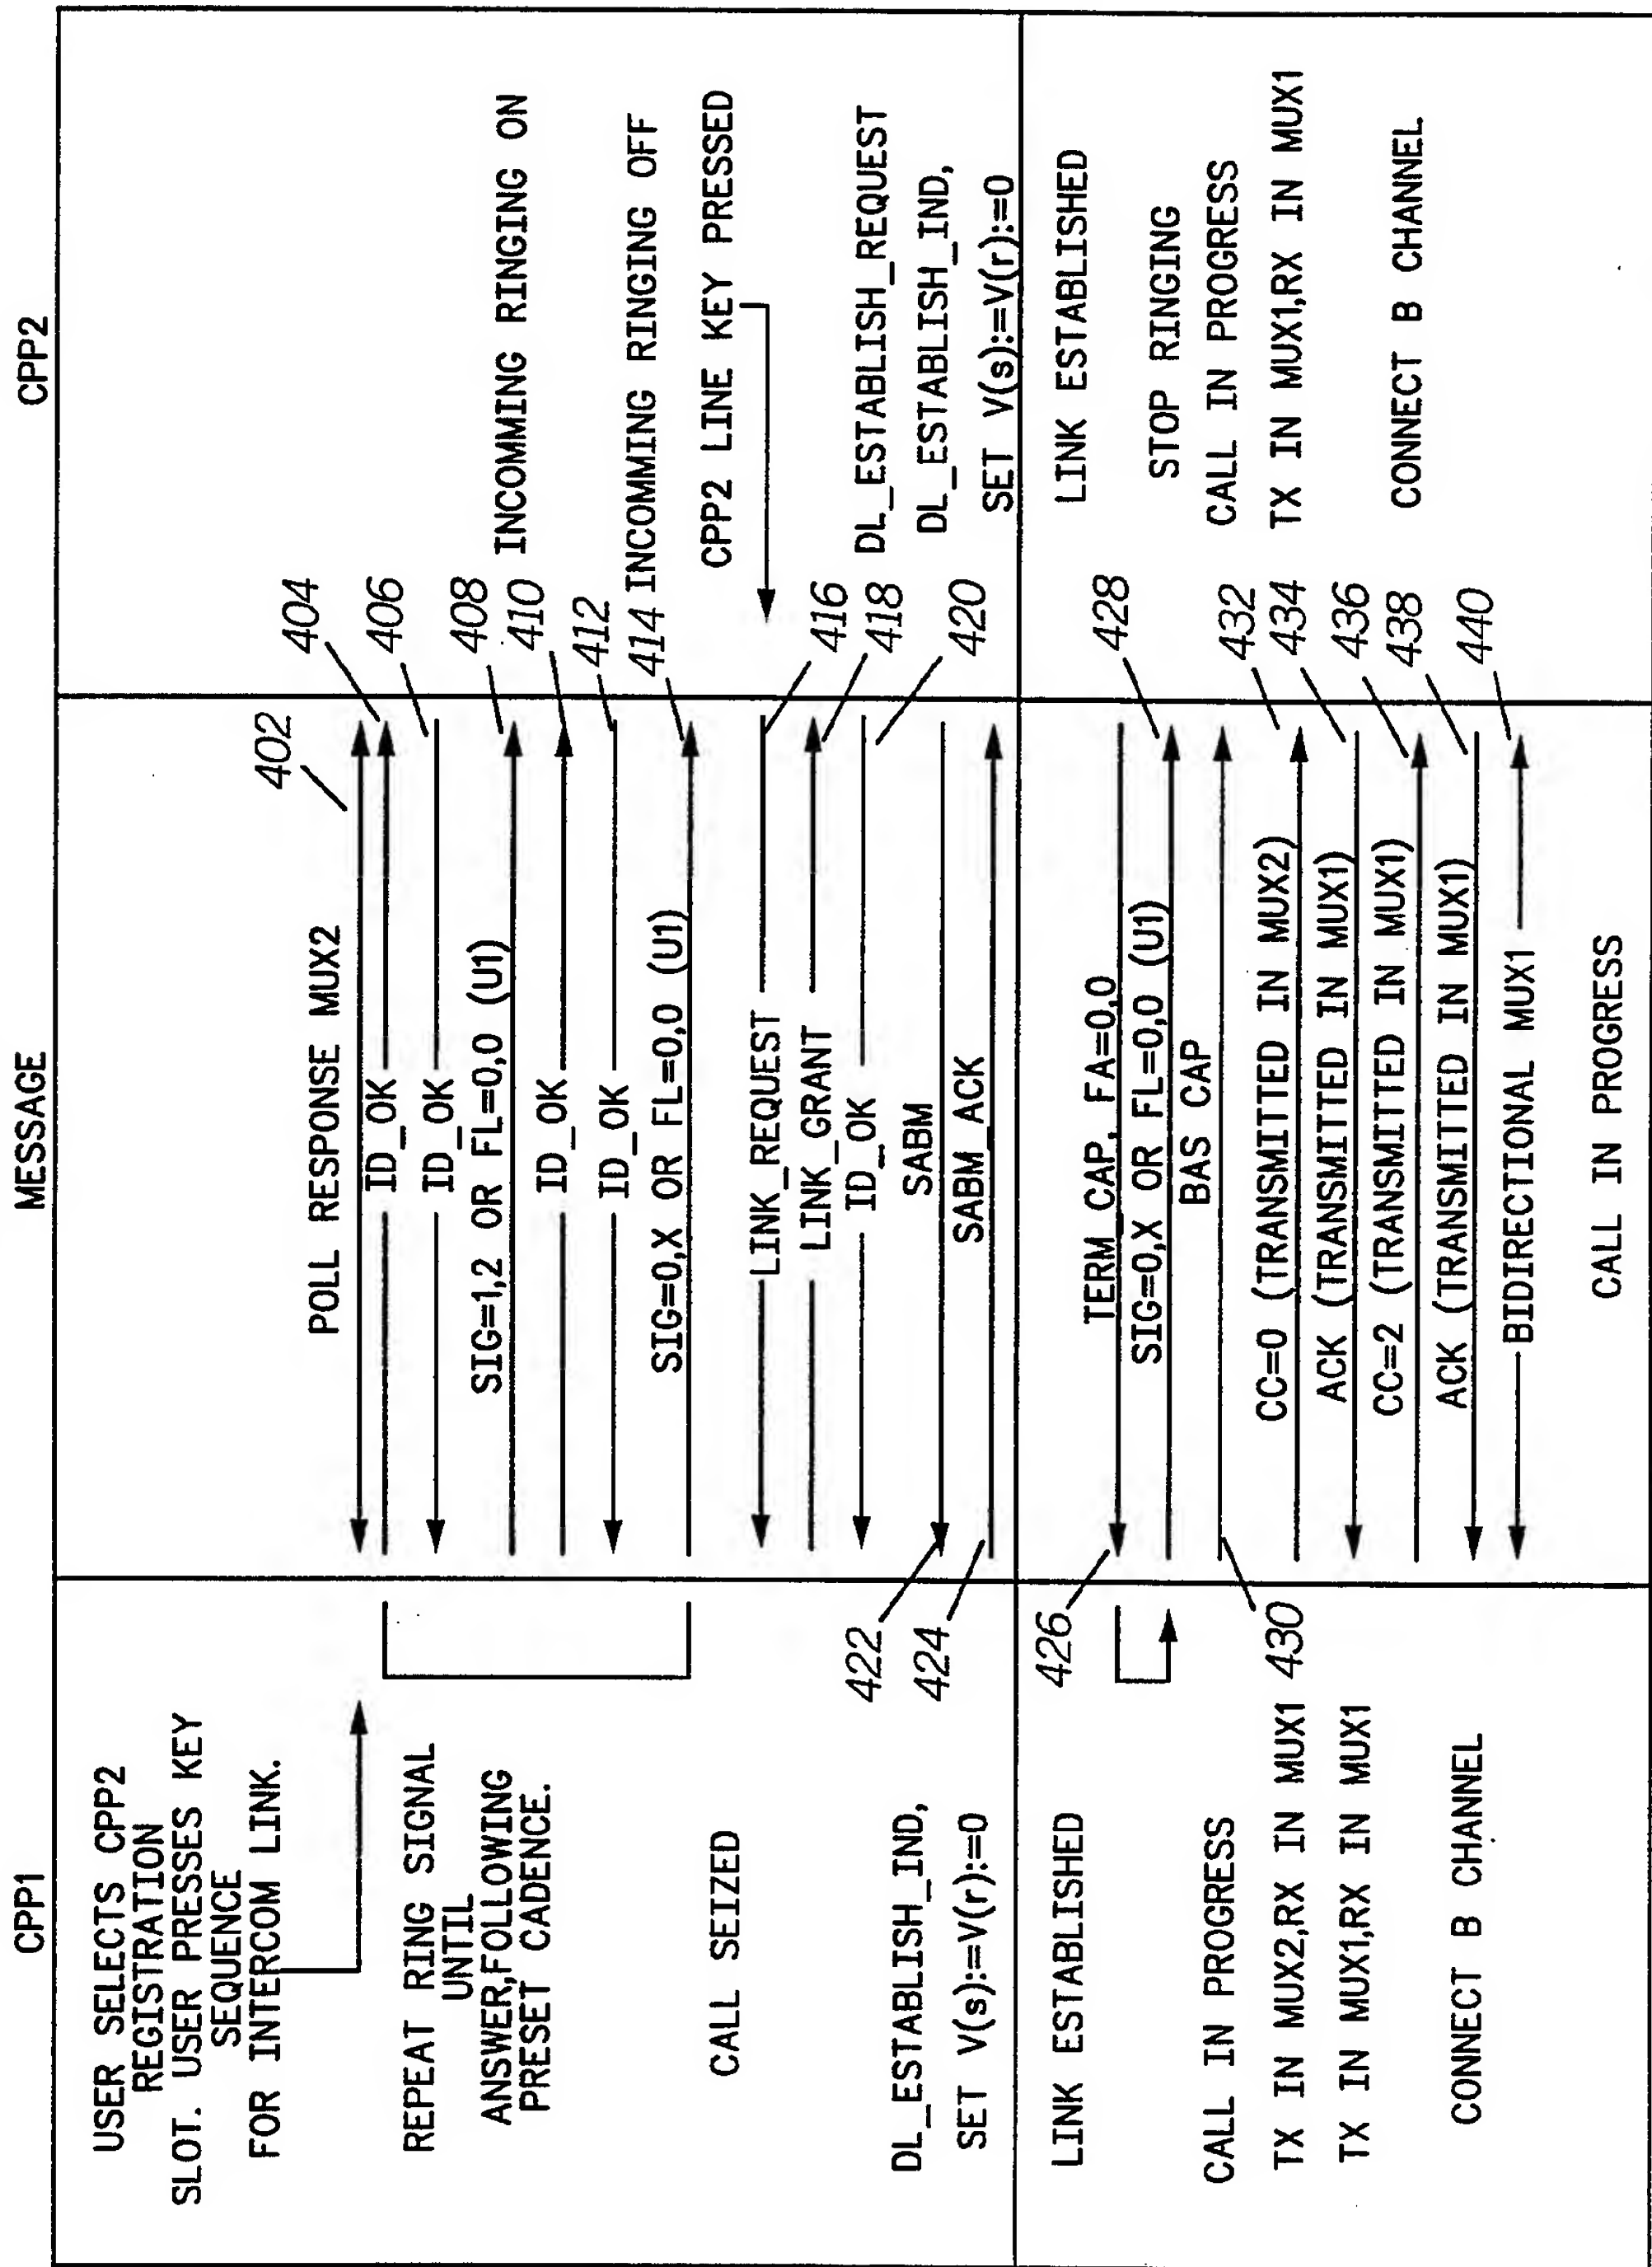 CPP1
MESSAGE
CPP2
USER SELECTS CPP2
REGISTRATION
SLOT. USER PRESSES KEY
SEQUENCE
FOR INTERCOM LINK.
REPEAT RING SIGNAL
UNTIL
ANSWER,FOLLOWING
PRESET CADENCE.
CALL SEIZED
DL_ESTABLISH_IND,
SET V(s):=V(r):=0
422
424
POLL RESPONSE MUX2
402
ID_OK
404
ID_OK
406
SIG=1,2 OR FL=0,0 (U1)
408
ID_OK
410
ID_OK
412
SIG=0,X OR FL=0,0 (U1)
414
LINK_REQUEST
416
LINK_GRANT
418
ID_OK
420
SABM
SABM_ACK
INCOMMING RINGING ON
INCOMMING RINGING OFF
CPP2 LINE KEY PRESSED
DL_ESTABLISH_REQUEST
DL_ESTABLISH_IND,
SET V(s):=V(r):=0
LINK ESTABLISHED
426
CALL IN PROGRESS
430
TX IN MUX2,RX IN MUX1
TX IN MUX1,RX IN MUX1
CONNECT B CHANNEL
TERM_CAP, FA=0,0
SIG=0,X OR FL=0,0 (U1)
428
BAS CAP
CC=0 (TRANSMITTED IN MUX2)
432
ACK (TRANSMITTED IN MUX1)
434
CC=2 (TRANSMITTED IN MUX1)
436
438
ACK (TRANSMITTED IN MUX1)
440
BIDIRECTIONAL MUX1
CALL IN PROGRESS
LINK ESTABLISHED
STOP RINGING
CALL IN PROGRESS
TX IN MUX1,RX IN MUX1
CONNECT B CHANNEL